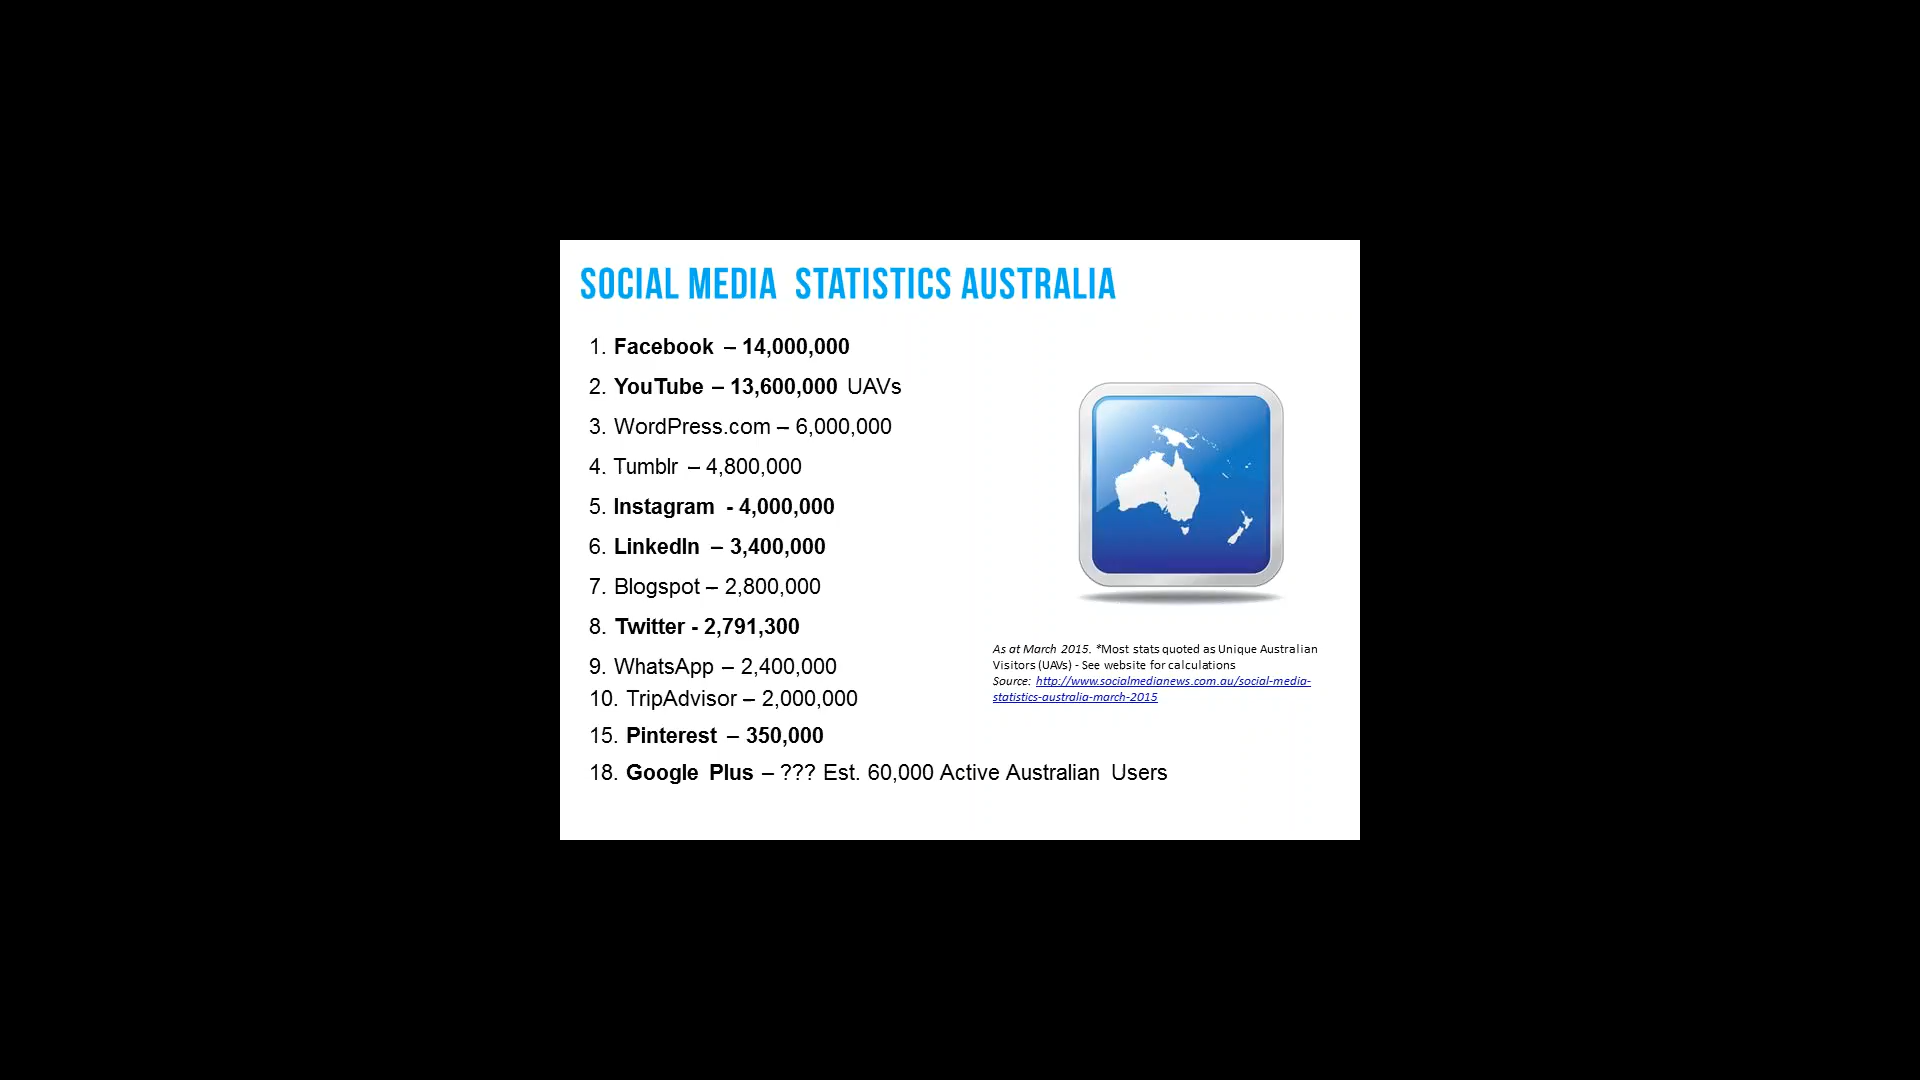 SOCIAL MEDIA STATISTICS AUSTRALIA
1. Facebook – 14,000,000
2. YouTube – 13,600,000 UAVs
3. WordPress.com – 6,000,000
4. Tumblr – 4,800,000
5. Instagram - 4,000,000
6. LinkedIn – 3,400,000
7. Blogspot – 2,800,000
8. Twitter - 2,791,300
9. WhatsApp – 2,400,000
10. TripAdvisor – 2,000,000
15. Pinterest – 350,000
18. Google Plus – ??? Est. 60,000 Active Australian Users
As at March 2015. *Most stats quoted as Unique Australian
Visitors (UAVs) - See website for calculations
Source: http://www.socialmedianews.com.au/social-media-
statistics-australia-march-2015